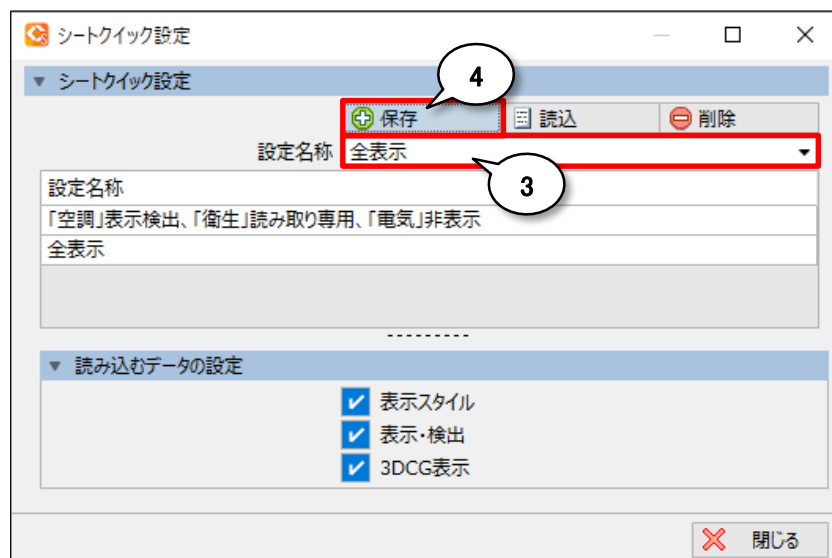 シートクイック設定
シートクイック設定
4
保存 読込 削除
設定名称 全表示
3
設定名称
「空調」表示検出、「衛生」読み取り専用、「電気」非表示
全表示
読み込むデータの設定
表示スタイル
表示・検出
3DCG表示
閉じる